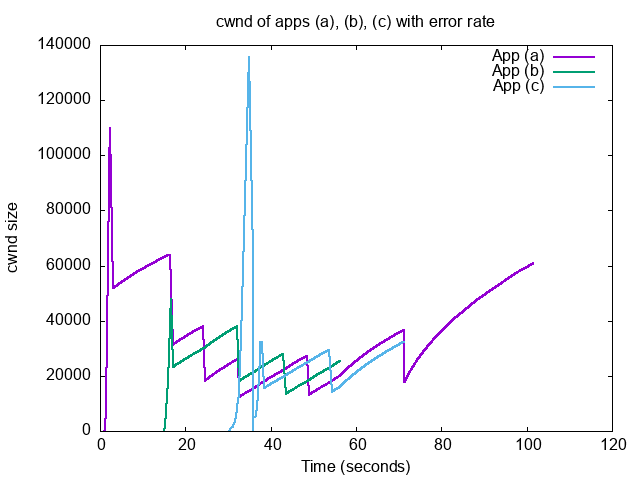 cwnd of apps (a), (b), (c) with error rate
140000
120000
100000
80000
60000
40000
20000
0
cwnd size
App (a)
App (b)
App (c)
0 20 40 60 80 100 120
Time (seconds)